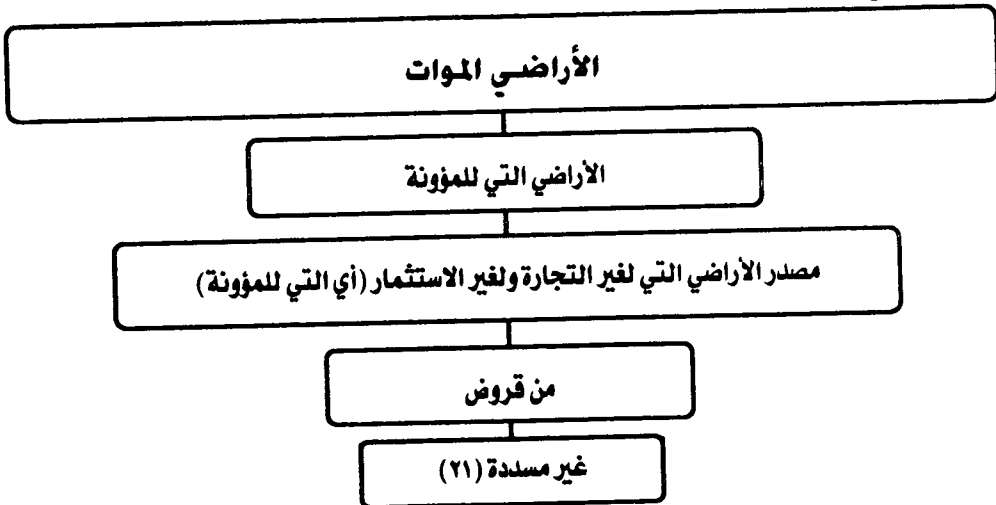 الأراضي الموات
الأراضي التي للمؤونة
مصدر الأراضي التي لغير التجارة ولغير الاستثمار (أي التي للمؤونة)
من قروض
غير مسددة (٢١)